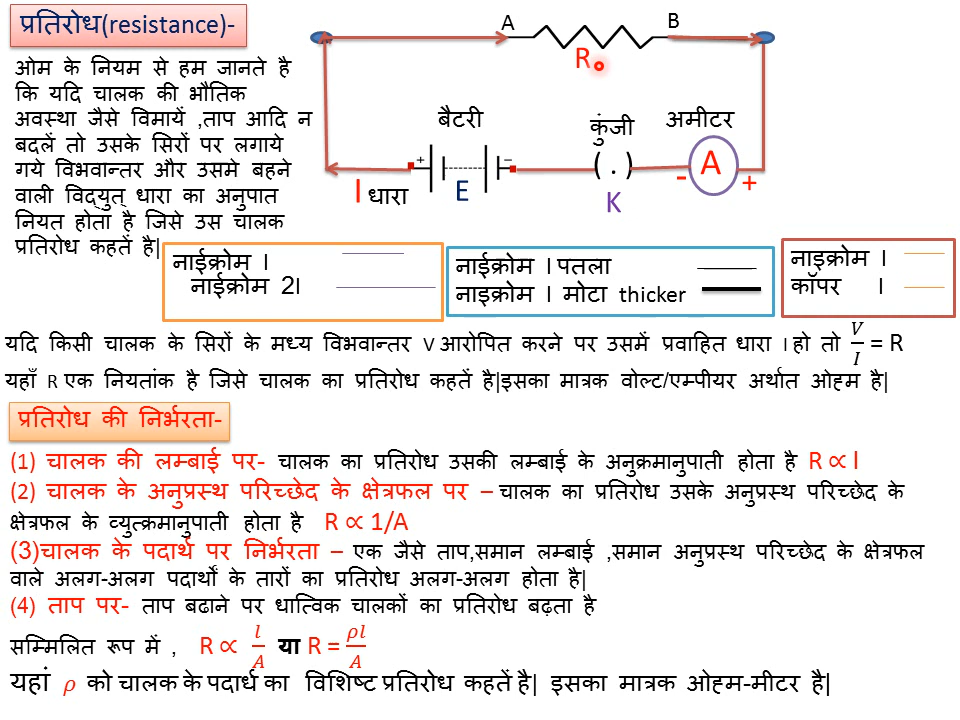 प्रतिरोध(resistance)-
ओम के नियम से हम जानते है
कि यदि चालक की भौतिक
अवस्था जैसे विमायें ,ताप आदि न
बदलें तो उसके सिरों पर लगाये
गये विभवान्तर और उसमे बहने
वाली विद्युत् धारा का अनुपात
नियत होता है जिसे उस चालक
प्रतिरोध कहतें है|
A
B
R
बैटरी
कुंजी
अमीटर
+
−
( . )
A
-
+
I धारा
E
K
नाईक्रोम l
नाईक्रोम 2l
नाईक्रोम l पतला
नाइक्रोम l मोटा thicker
नाइक्रोम l
कॉपर l
यदि किसी चालक के सिरों के मध्य विभवान्तर V आरोपित करने पर उसमें प्रवाहित धारा I हो तो V/I = R
यहाँ R एक नियतांक है जिसे चालक का प्रतिरोध कहतें है|इसका मात्रक वोल्ट/एम्पीयर अर्थात ओह्म है|
प्रतिरोध की निर्भरता-
(1) चालक की लम्बाई पर- चालक का प्रतिरोध उसकी लम्बाई के अनुक्रमानुपाती होता है R ∝ l
(2) चालक के अनुप्रस्थ परिच्छेद के क्षेत्रफल पर – चालक का प्रतिरोध उसके अनुप्रस्थ परिच्छेद के
क्षेत्रफल के व्युत्क्रमानुपाती होता है R ∝ 1/A
(3)चालक के पदार्थ पर निर्भरता – एक जैसे ताप,समान लम्बाई ,समान अनुप्रस्थ परिच्छेद के क्षेत्रफल
वाले अलग-अलग पदार्थों के तारों का प्रतिरोध अलग-अलग होता है|
(4) ताप पर- ताप बढाने पर धात्विक चालकों का प्रतिरोध बढ़ता है
सम्मिलित रूप में , R ∝ l/A या R = ρl/A
यहां ρ को चालक के पदार्थ का विशिष्ट प्रतिरोध कहतें है| इसका मात्रक ओह्म-मीटर है|